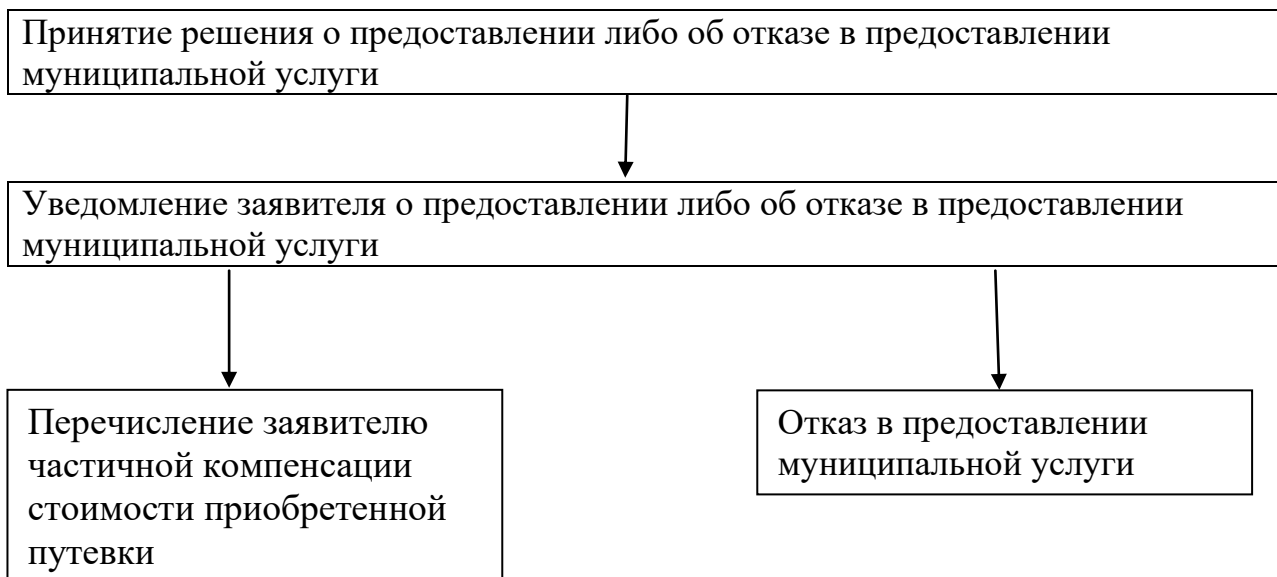 Принятие решения о предоставлении либо об отказе в предоставлении
муниципальной услуги
Уведомление заявителя о предоставлении либо об отказе в предоставлении
муниципальной услуги
Перечисление заявителю
частичной компенсации
стоимости приобретенной
путевки
Отказ в предоставлении
муниципальной услуги